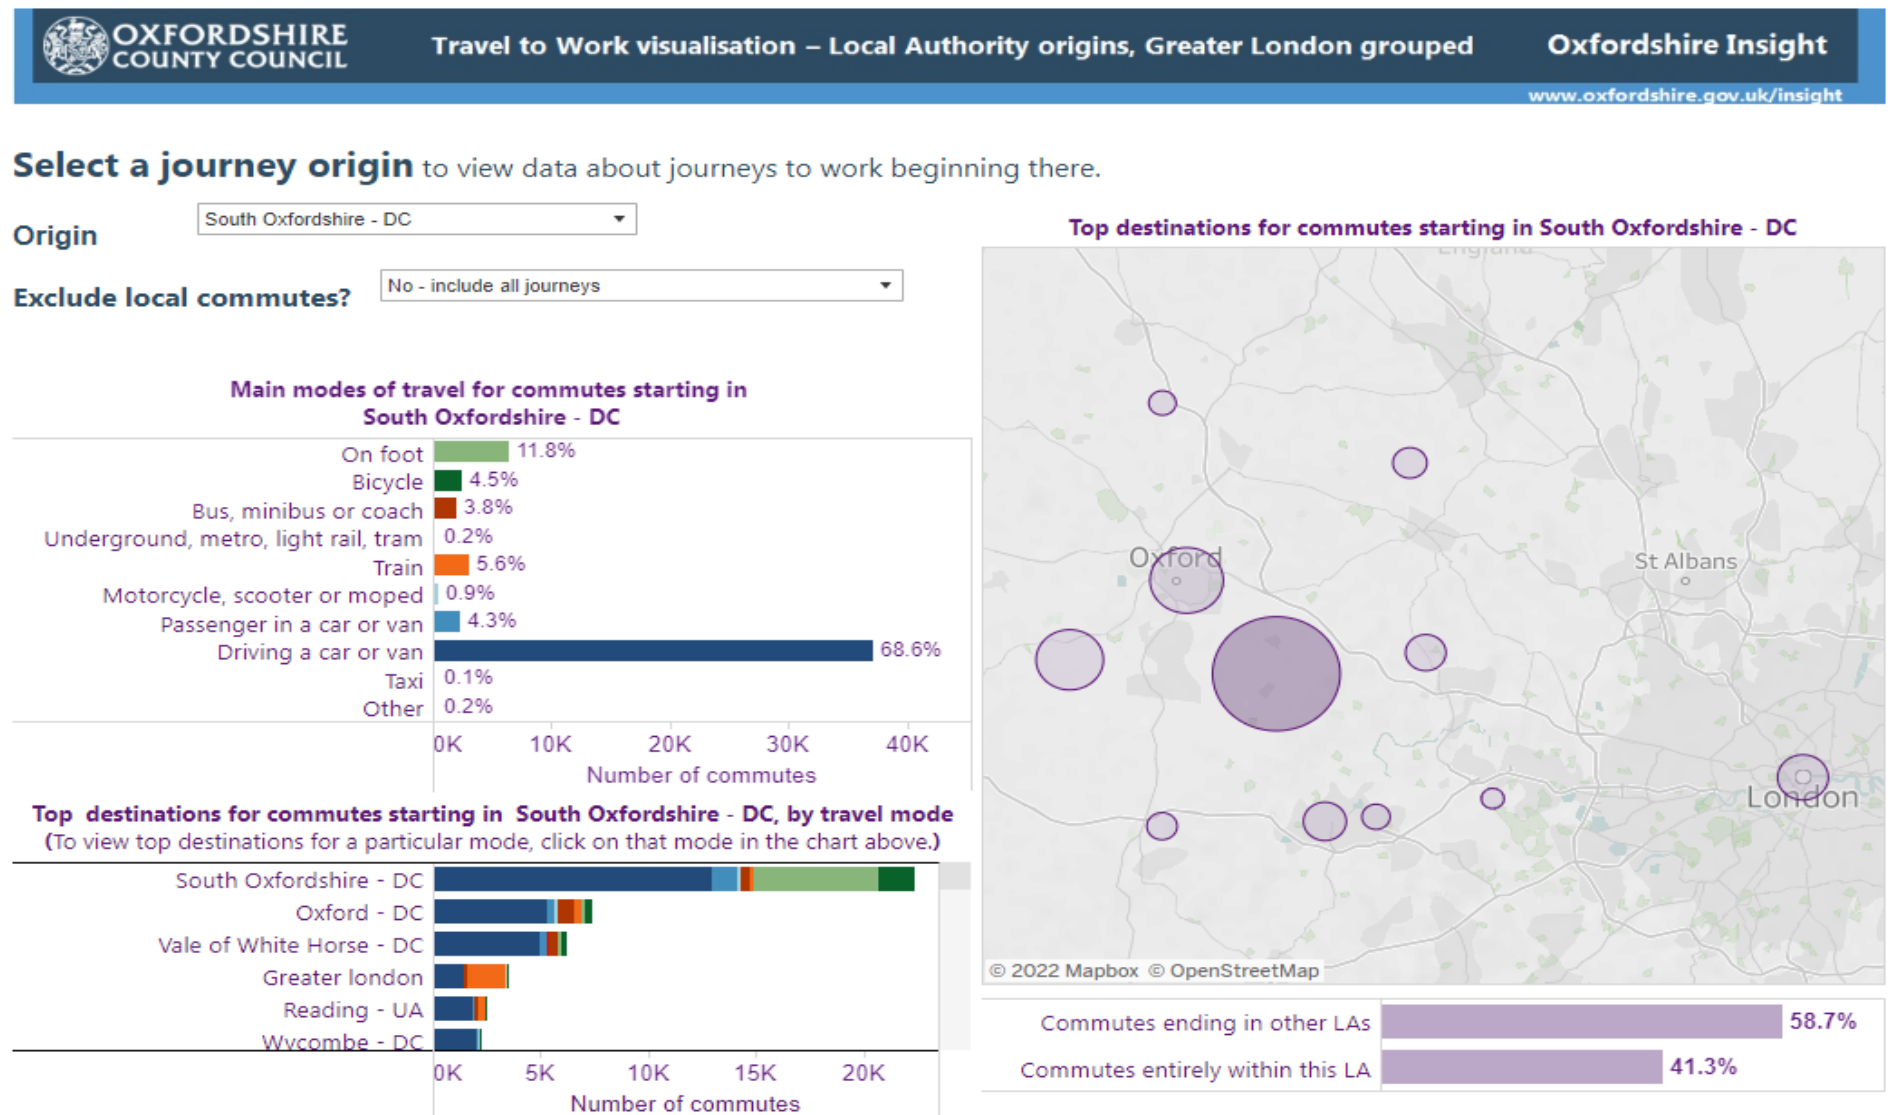 OXFORDSHIRE
COUNTY COUNCIL
Travel to Work visualisation – Local Authority origins, Greater London grouped
Oxfordshire Insight
www.oxfordshire.gov.uk/insight
Select a journey origin to view data about journeys to work beginning there.
Origin
South Oxfordshire - DC
Exclude local commutes?
No - include all journeys
Main modes of travel for commutes starting in
South Oxfordshire - DC
On foot 11.8%
Bicycle 4.5%
Bus, minibus or coach 3.8%
Underground, metro, light rail, tram 0.2%
Train 5.6%
Motorcycle, scooter or moped 0.9%
Passenger in a car or van 4.3%
Driving a car or van 68.6%
Taxi 0.1%
Other 0.2%
0K 10K 20K 30K 40K
Number of commutes
Top destinations for commutes starting in South Oxfordshire - DC, by travel mode
(To view top destinations for a particular mode, click on that mode in the chart above.)
South Oxfordshire - DC
Oxford - DC
Vale of White Horse - DC
Greater london
Reading - UA
Wycombe - DC
0K 5K 10K 15K 20K
Number of commutes
Top destinations for commutes starting in South Oxfordshire - DC
England
Oxford
St Albans
London
© 2022 Mapbox © OpenStreetMap
Commutes ending in other LAs 58.7%
Commutes entirely within this LA 41.3%